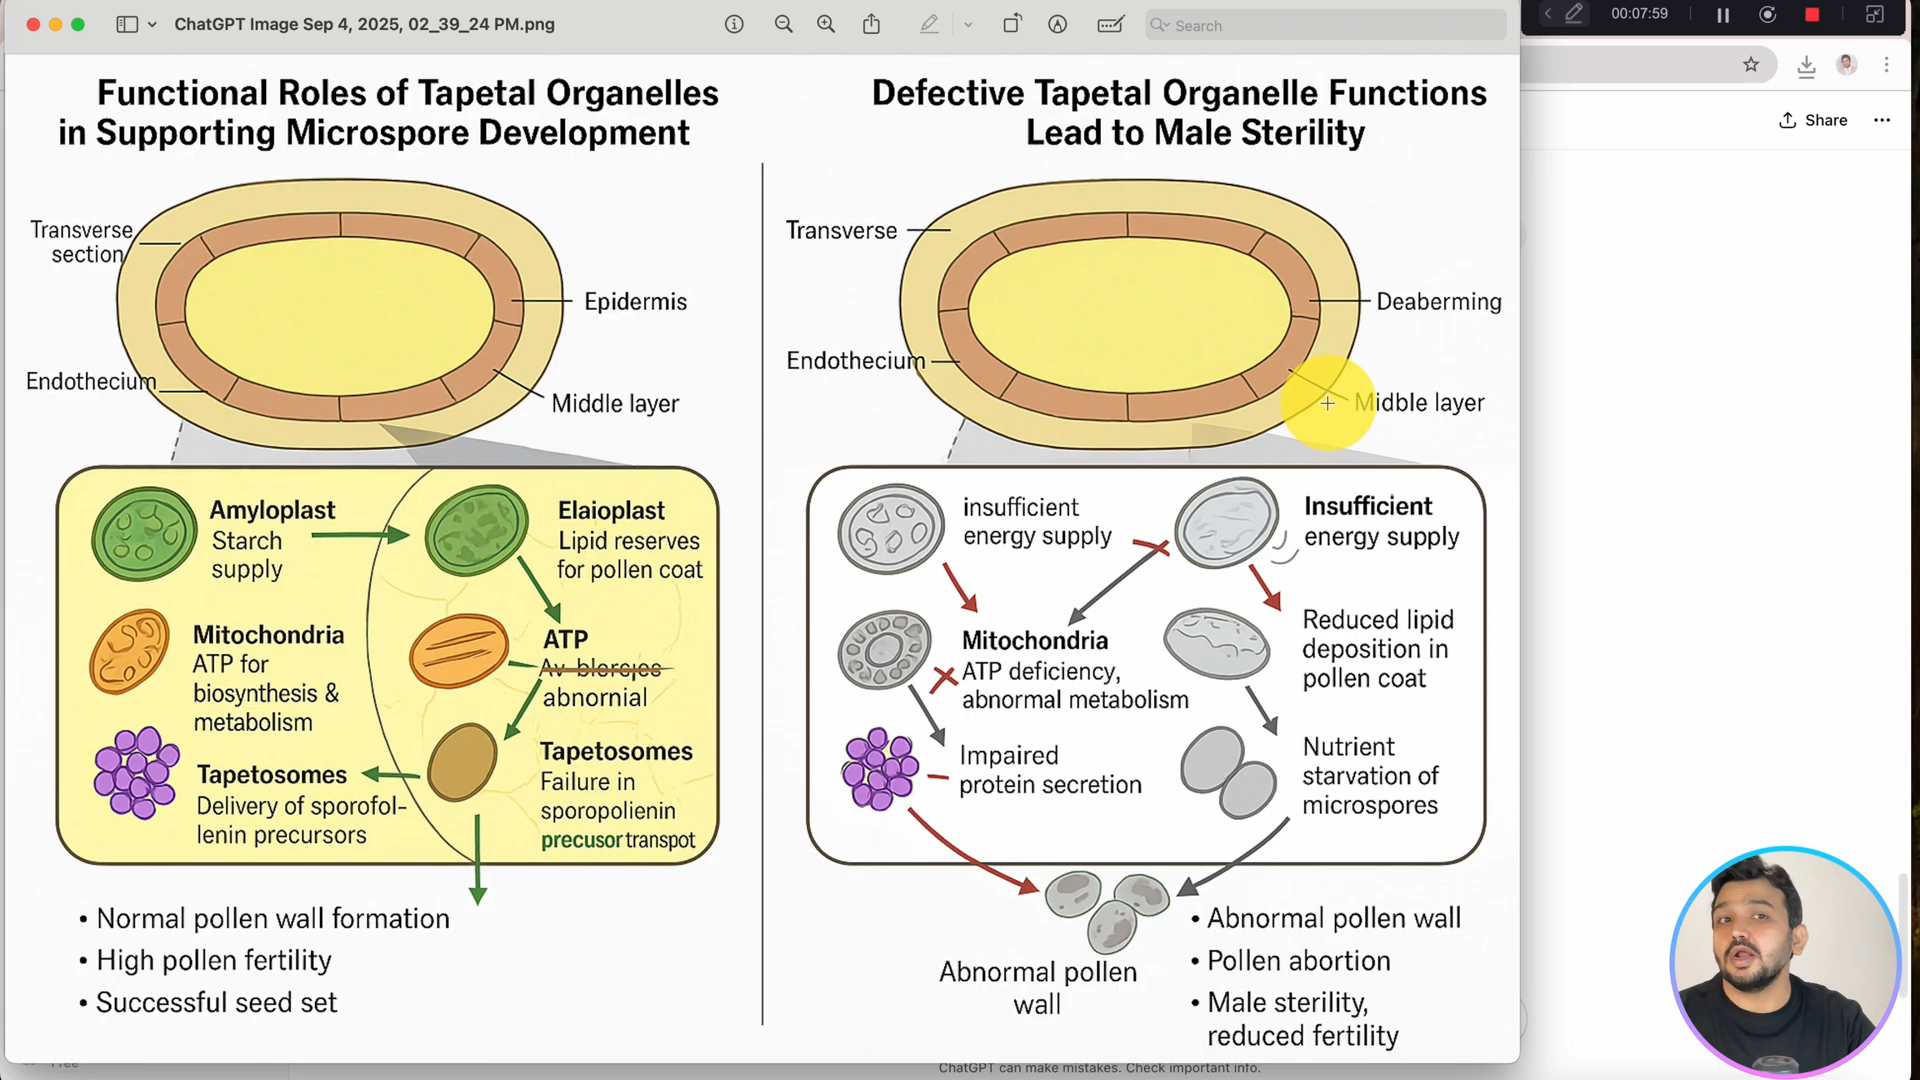 ChatGPT Image Sep 4, 2025, 02_39_24 PM.png
Search
00:07:59
Share
Functional Roles of Tapetal Organelles
in Supporting Microspore Development
Transverse
section
Epidermis
Endothecium
Middle layer
Amyloplast
Starch
supply
Elaioplast
Lipid reserves
for pollen coat
Mitochondria
ATP for
biosynthesis &
metabolism
ATP
abnornial
Tapetosomes
Delivery of sporofol-
lenin precursors
Tapetosomes
Failure in
sporopolienin
precusor transpot
• Normal pollen wall formation
• High pollen fertility
• Successful seed set
Defective Tapetal Organelle Functions
Lead to Male Sterility
Transverse
Deaberming
Endothecium
Midble layer
insufficient
energy supply
Insufficient
energy supply
Mitochondria
ATP deficiency,
abnormal metabolism
Reduced lipid
deposition in
pollen coat
Impaired
protein secretion
Nutrient
starvation of
microspores
Abnormal pollen
wall
• Abnormal pollen wall
• Pollen abortion
• Male sterility,
reduced fertility
ChatGPT can make mistakes. Check important info.